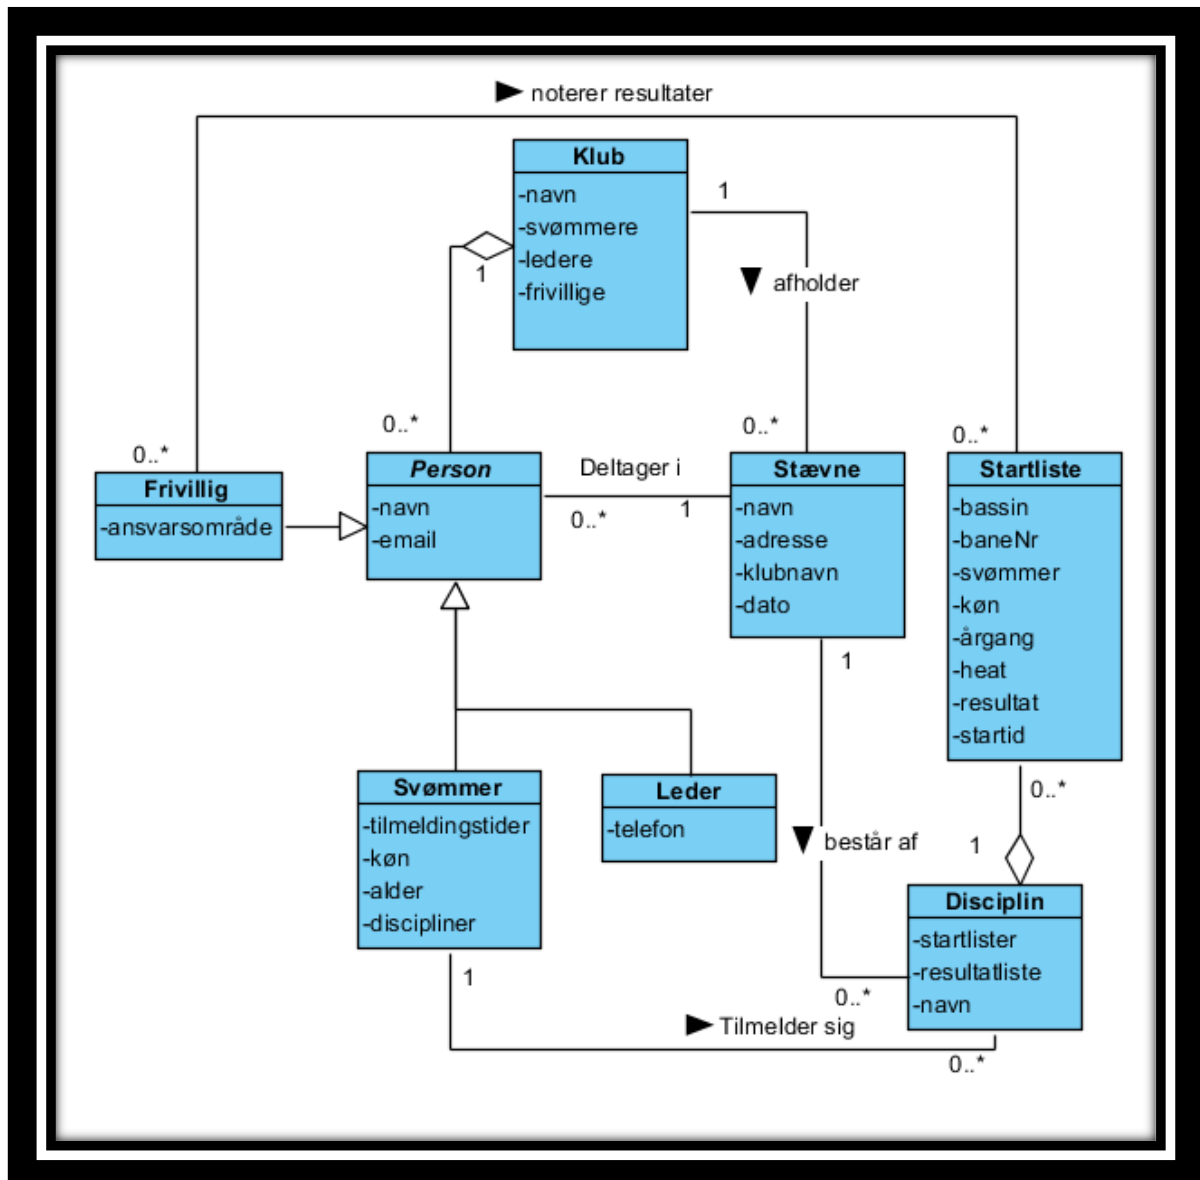 noterer resultater
Klub
-navn
-svømmere
-ledere
-frivillige
1
1
afholder
0..*
0..*
0..*
0..*
Frivillig
-ansvarsområde
Person
-navn
-email
Deltager i
0..*
1
Stævne
-navn
-adresse
-klubnavn
-dato
Startliste
-bassin
-baneNr
-svømmer
-køn
-årgang
-heat
-resultat
-startid
1
0..*
Svømmer
-tilmeldingstider
-køn
-alder
-discipliner
Leder
-telefon
består af
1
Disciplin
-startlister
-resultatliste
-navn
1
0..*
Tilmelder sig
0..*